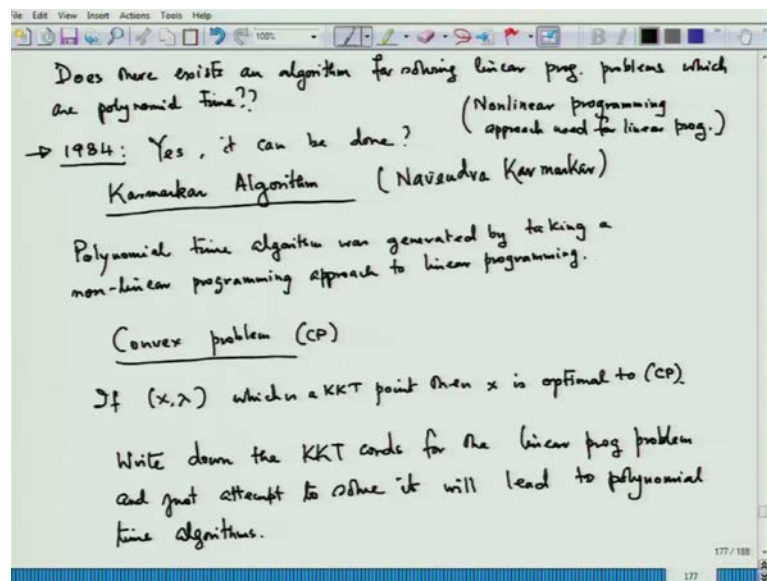 File Edit View Insert Actions Tools Help
100%
Does there exists an algorithm for solving linear prog. problems which
are polynomial time??
(Nonlinear programming
approach used for linear prog.)
→ 1984: Yes, it can be done?
Karmarkar Algorithm (Narendra Karmarkar)
Polynomial time algorithm was generated by taking a
non-linear programming approach to linear programming.
Convex problem (CP)
If (x,λ) which is a KKT point then x is optimal to (CP)
Write down the KKT conds for the linear prog problem
and just attempt to solve it will lead to polynomial
time algorithms.
177 / 188
177